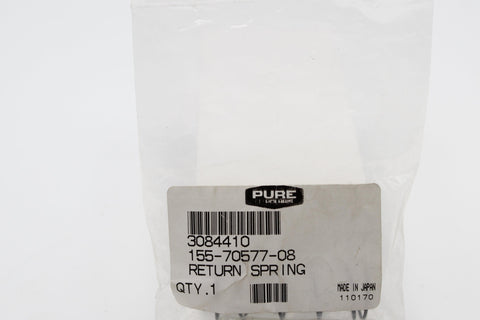 PURE
3084410
155-70577-08
RETURN SPRING
QTY.1
MADE IN JAPAN
110170